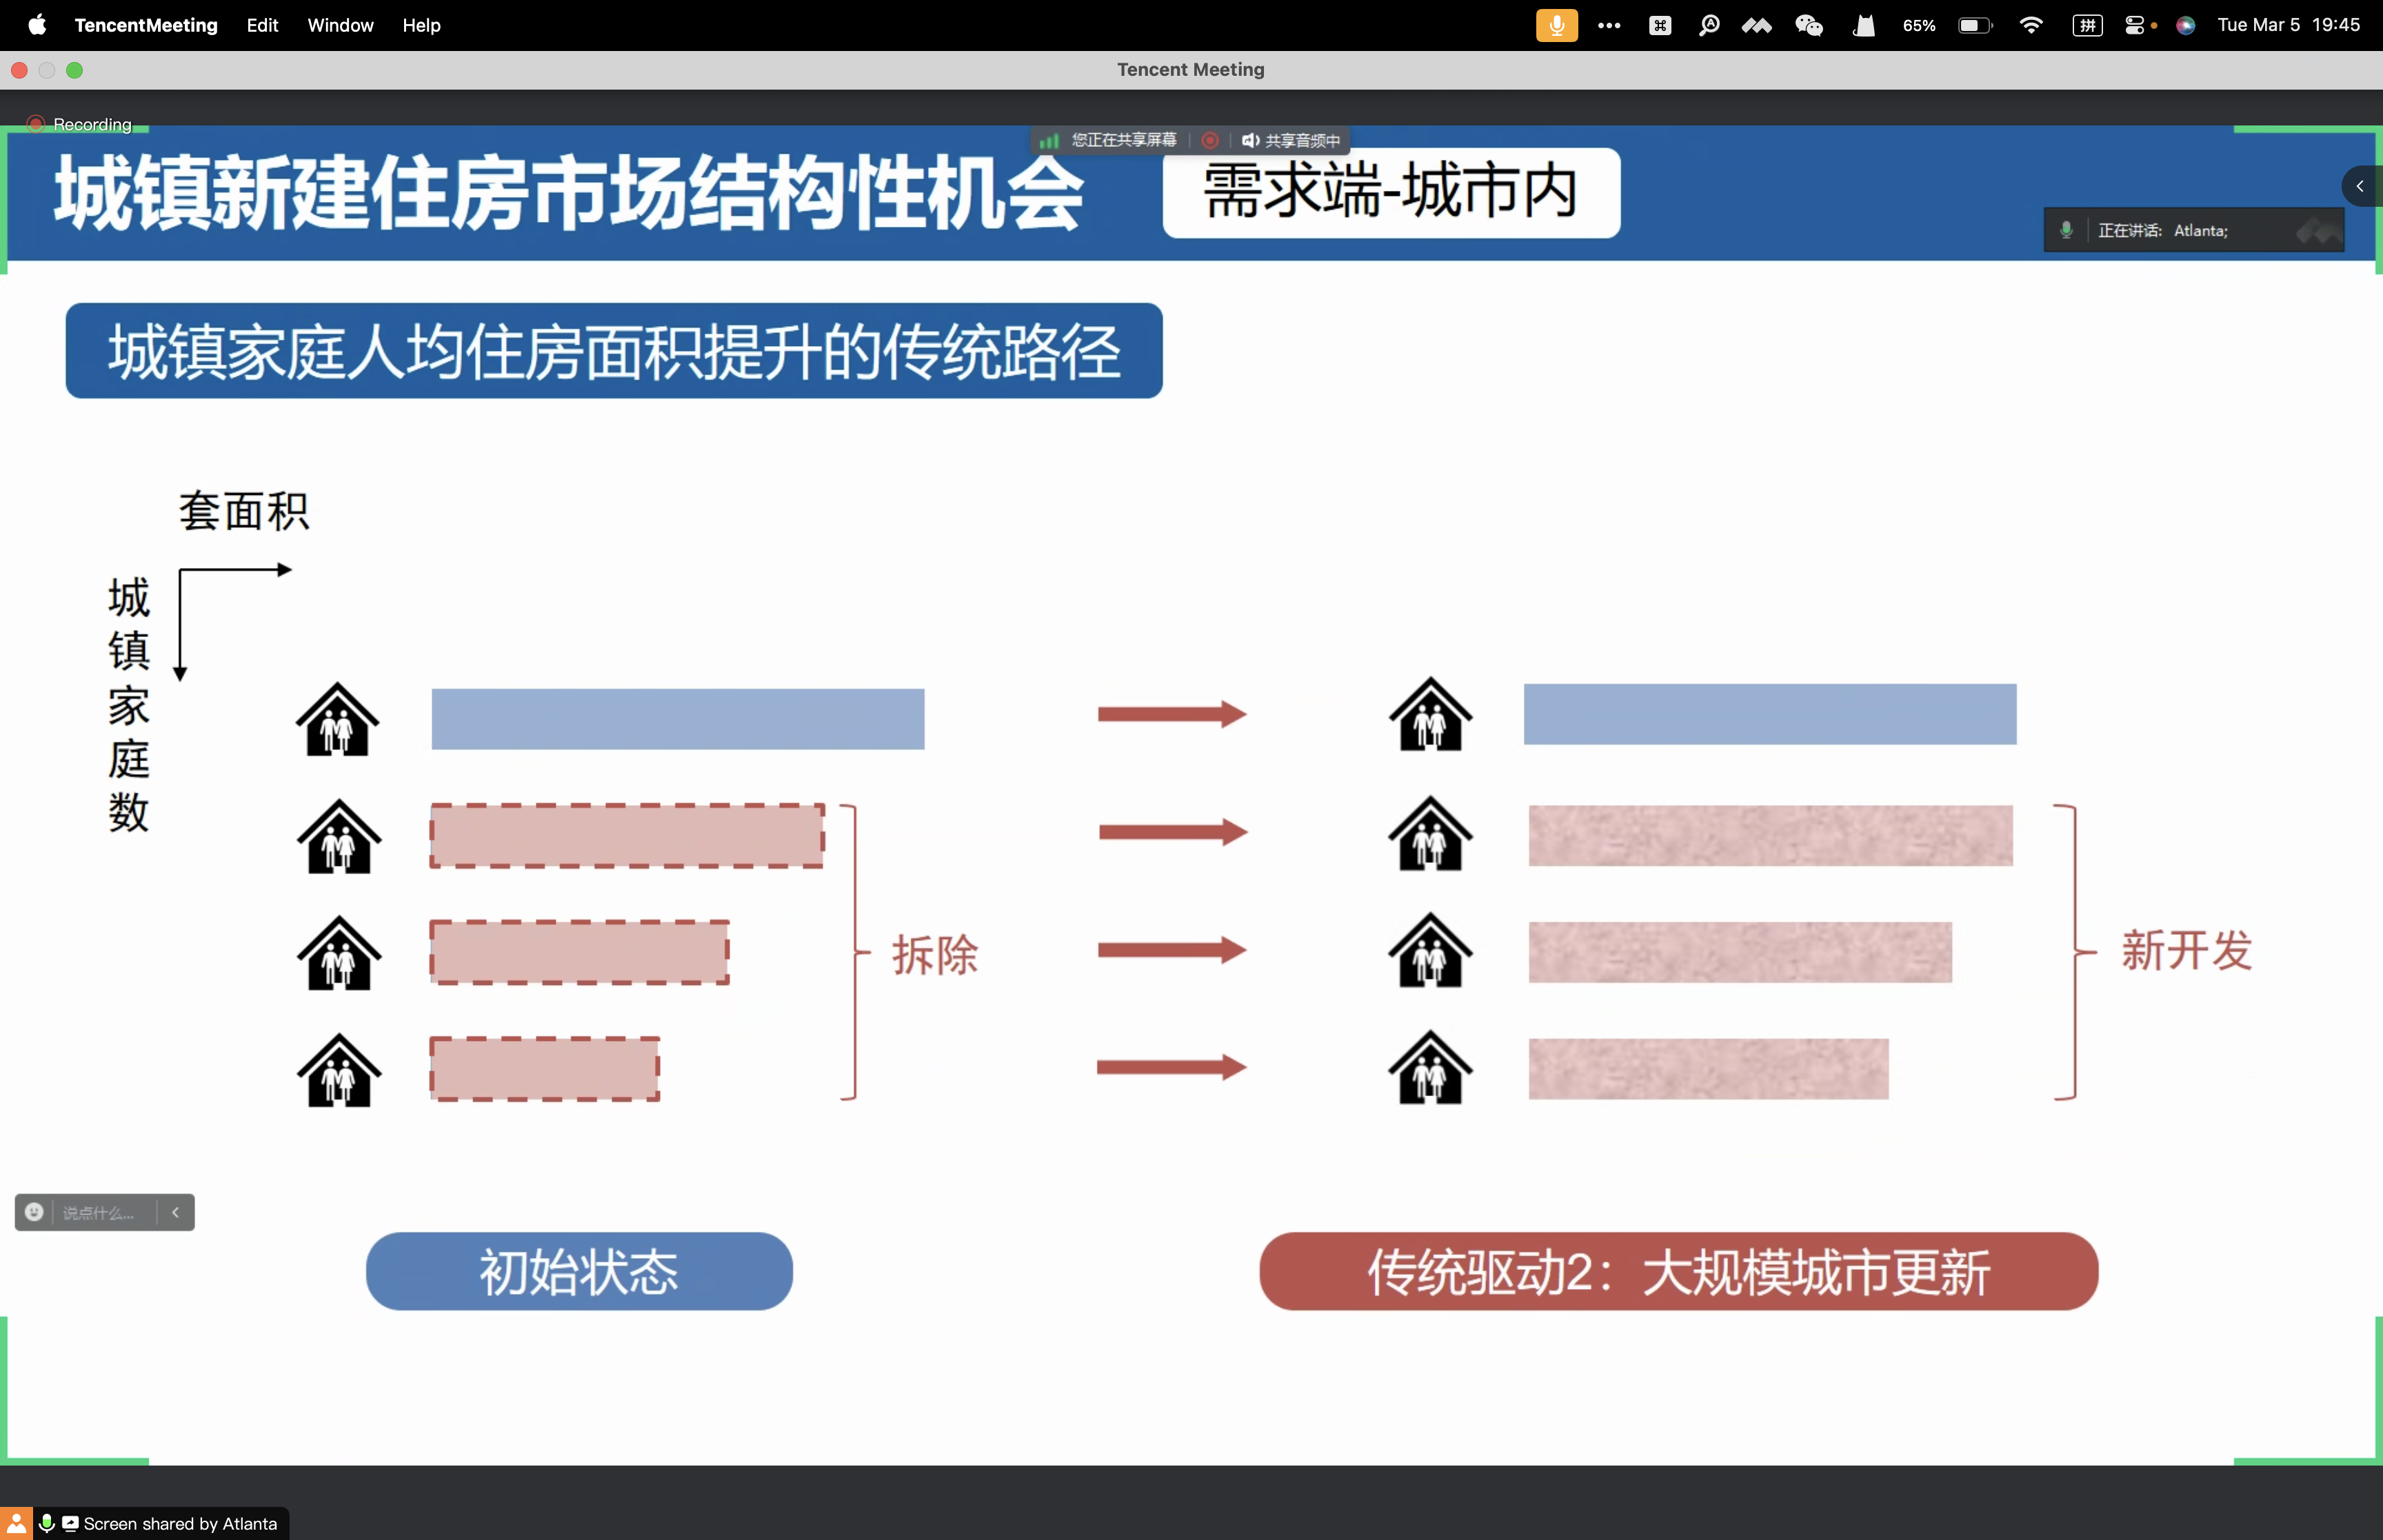 TencentMeeting Edit Window Help 65% 拼 Tue Mar 5 19:45
Tencent Meeting
Recording
您正在共享屏幕 共享音频中
城镇新建住房市场结构性机会 需求端-城市内
正在讲话: Atlanta;
城镇家庭人均住房面积提升的传统路径
套面积
城镇家庭数
拆除
新开发
说点什么...
初始状态 传统驱动2：大规模城市更新
Screen shared by Atlanta